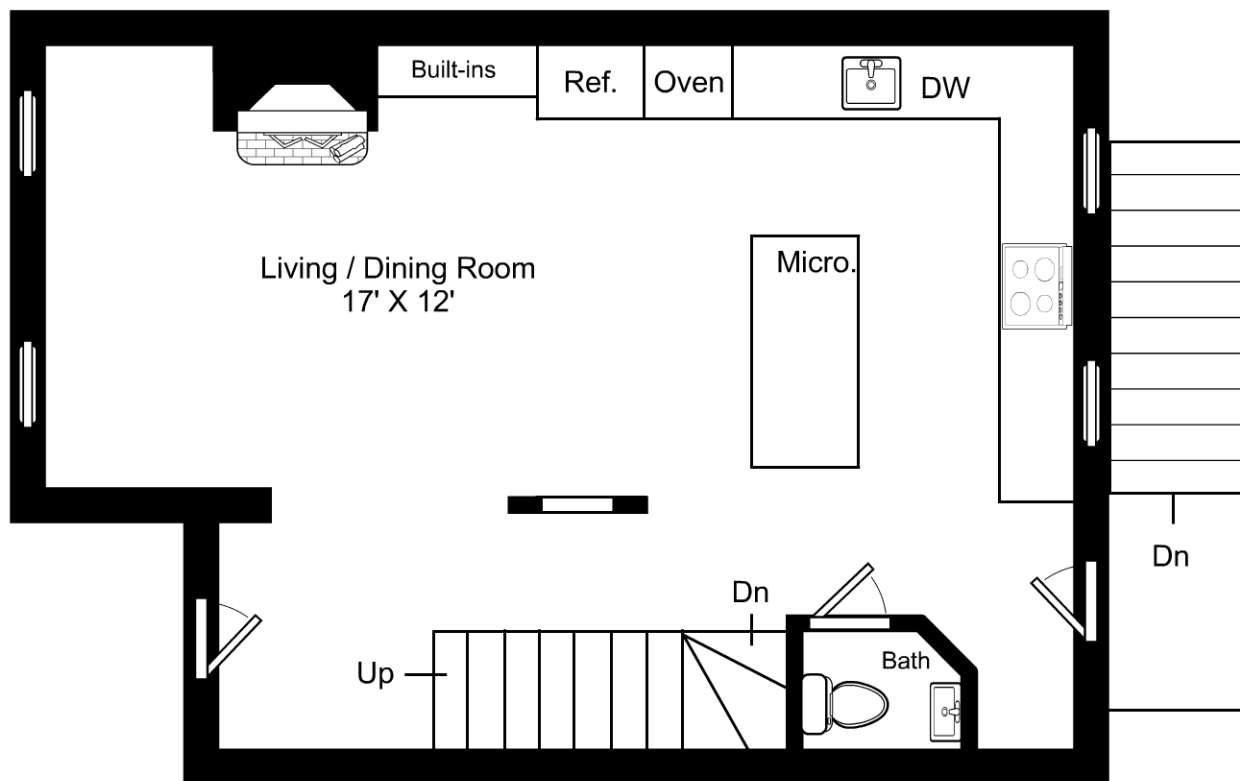 Built-ins
Ref.
Oven
DW
Living / Dining Room
17' X 12'
Micro.
Dn
Dn
Bath
Up